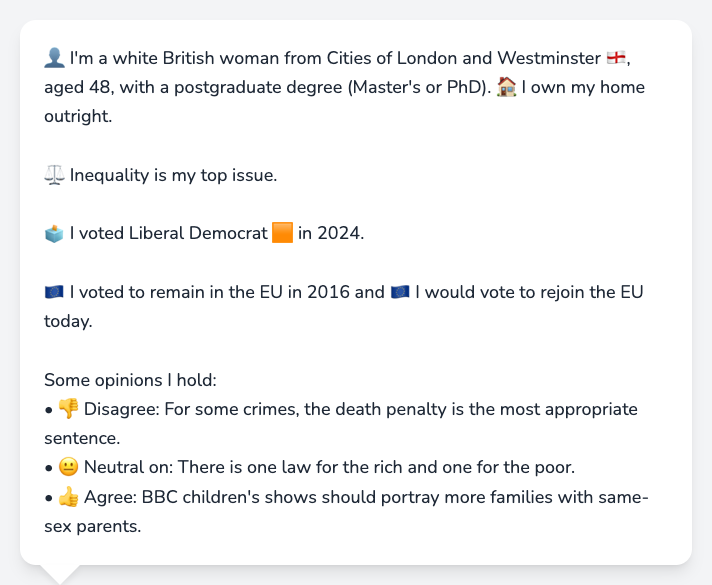 👤 I'm a white British woman from Cities of London and Westminster 🏴󠁧󠁢󠁥󠁮󠁧󠁿,
aged 48, with a postgraduate degree (Master's or PhD). 🏠 I own my home
outright.
⚖️ Inequality is my top issue.
🗳️ I voted Liberal Democrat 🟧 in 2024.
🇪🇺 I voted to remain in the EU in 2016 and 🇪🇺 I would vote to rejoin the EU
today.
Some opinions I hold:
• 👎 Disagree: For some crimes, the death penalty is the most appropriate
sentence.
• 😐 Neutral on: There is one law for the rich and one for the poor.
• 👍 Agree: BBC children's shows should portray more families with same-
sex parents.